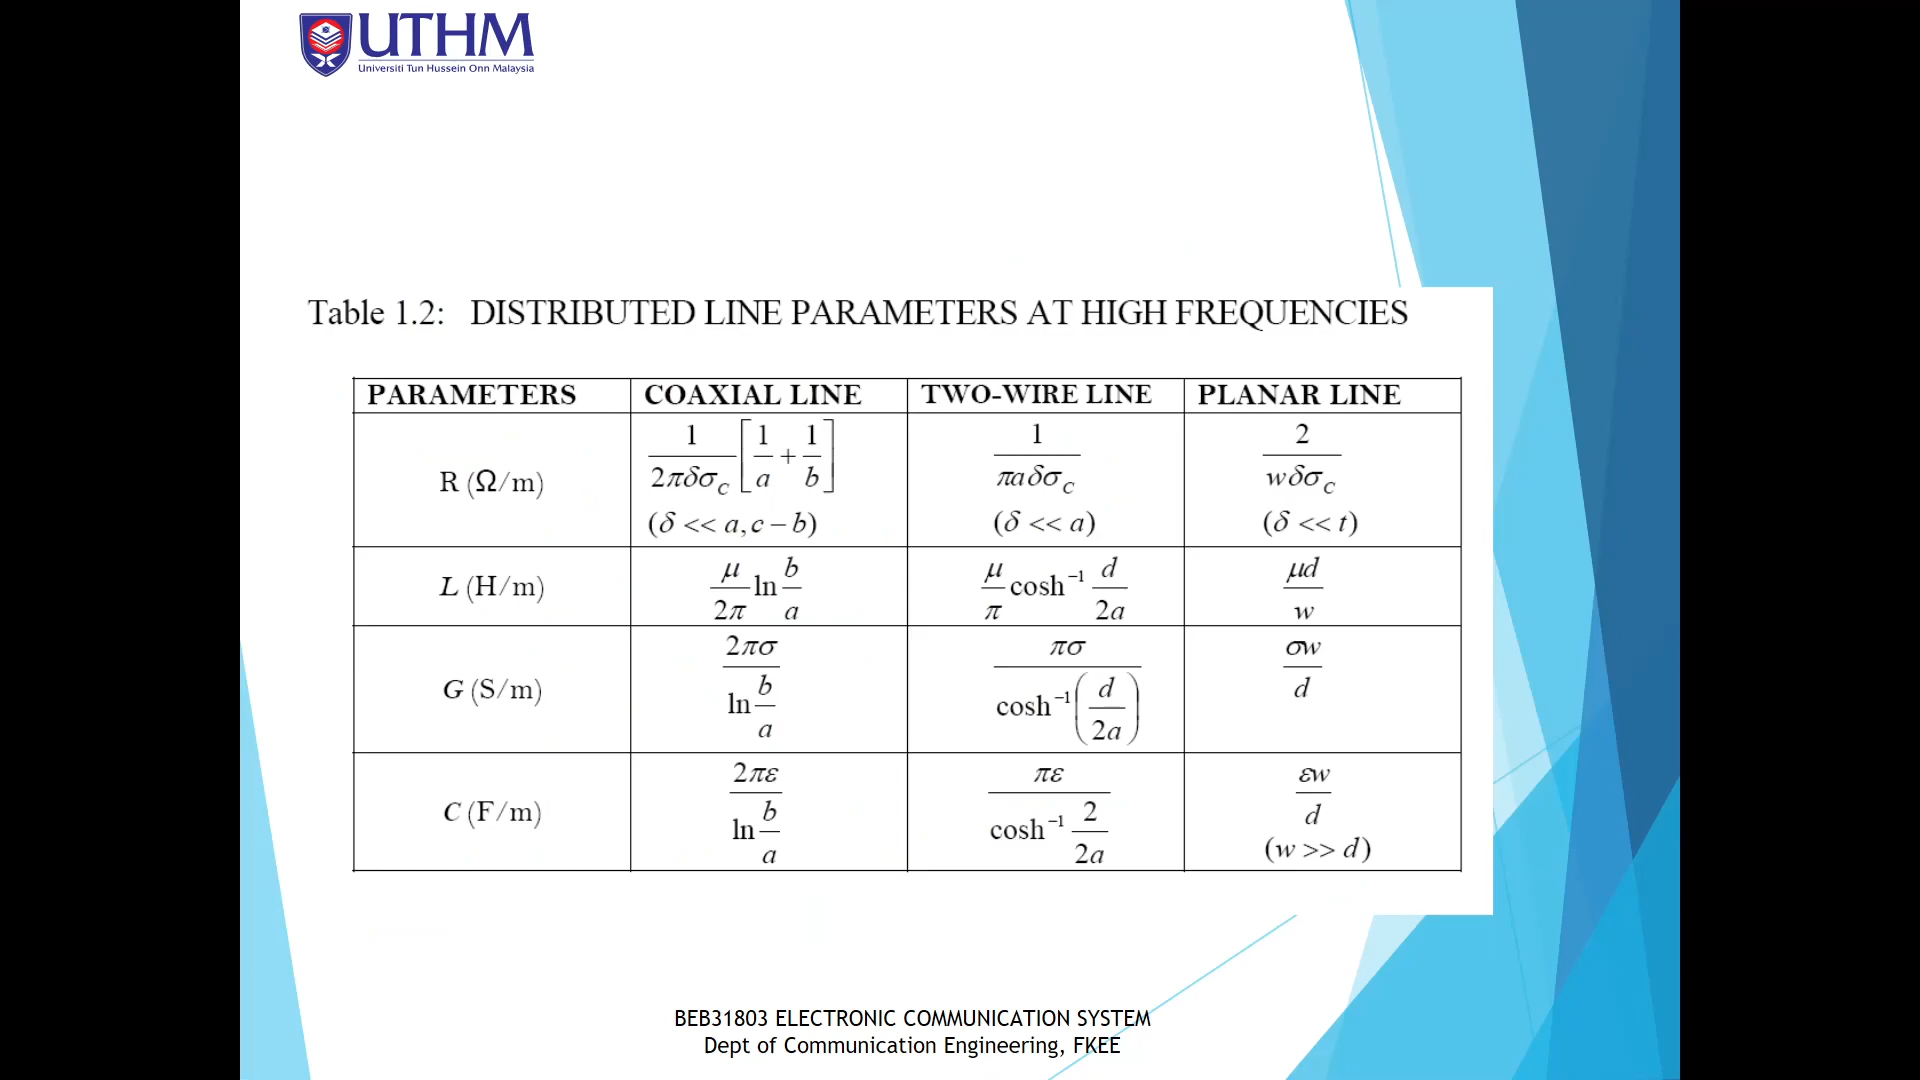 UTHM
Universiti Tun Hussein Onn Malaysia
Table 1.2: DISTRIBUTED LINE PARAMETERS AT HIGH FREQUENCIES
PARAMETERS COAXIAL LINE TWO-WIRE LINE PLANAR LINE
R (Ω/m) 1/(2πδσ_C) [1/a + 1/b] 1/(πaδσ_C) 2/(wδσ_C)
(δ << a, c − b) (δ << a) (δ << t)
L (H/m) μ/2π ln b/a μ/π cosh⁻¹ d/2a μd/w
G (S/m) 2πσ/(ln b/a) πσ/(cosh⁻¹(d/2a)) σw/d
C (F/m) 2πε/(ln b/a) πε/(cosh⁻¹ 2/2a) εw/d
(w >> d)
BEB31803 ELECTRONIC COMMUNICATION SYSTEM
Dept of Communication Engineering, FKEE